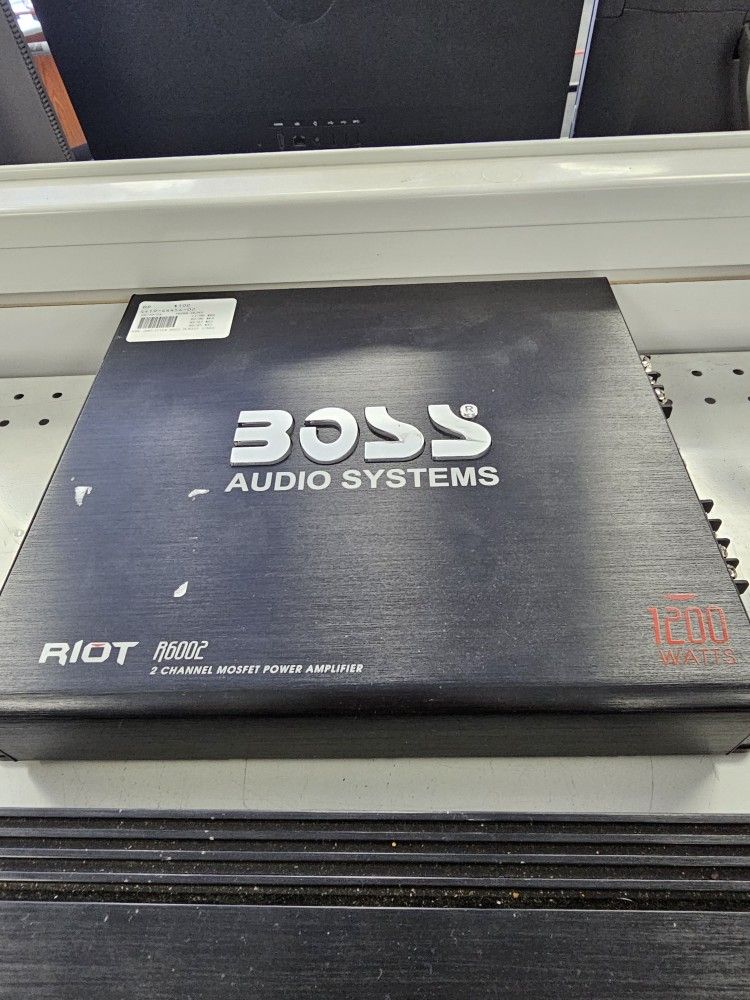 BOSS®
AUDIO SYSTEMS
RIOT R6002
2 CHANNEL MOSFET POWER AMPLIFIER
1200
WATTS